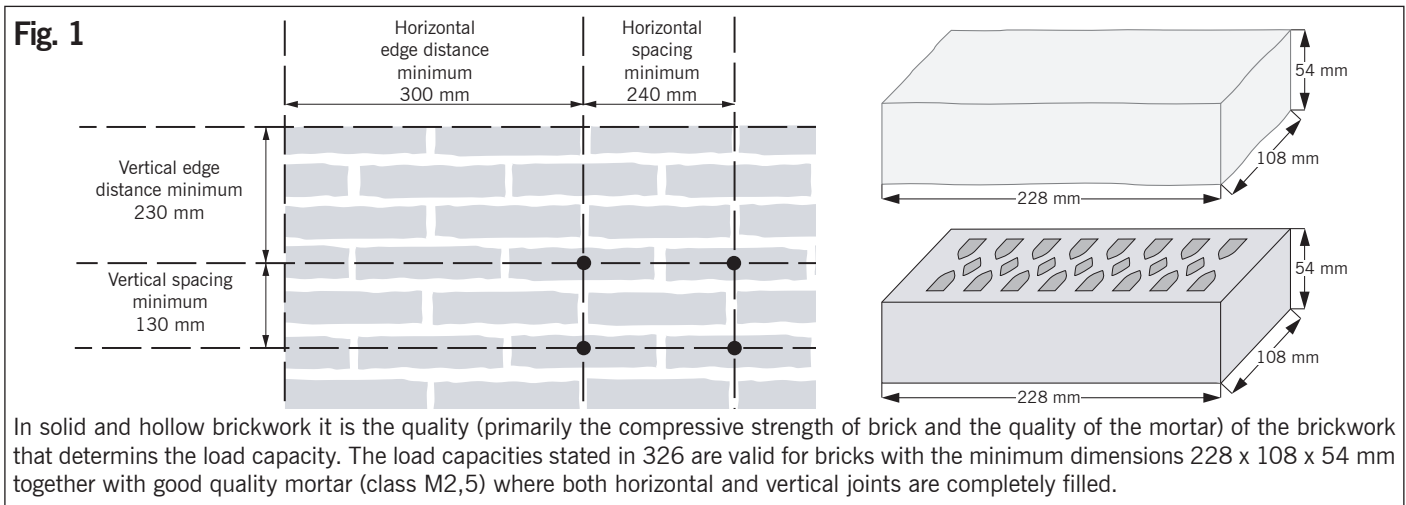 Fig. 1
Horizontal
edge distance
minimum
300 mm
Horizontal
spacing
minimum
240 mm
Vertical edge
distance minimum
230 mm
Vertical spacing
minimum
130 mm
54 mm
108 mm
228 mm
54 mm
108 mm
228 mm
In solid and hollow brickwork it is the quality (primarily the compressive strength of brick and the quality of the mortar) of the brickwork
that determins the load capacity. The load capacities stated in 326 are valid for bricks with the minimum dimensions 228 x 108 x 54 mm
together with good quality mortar (class M2,5) where both horizontal and vertical joints are completely filled.